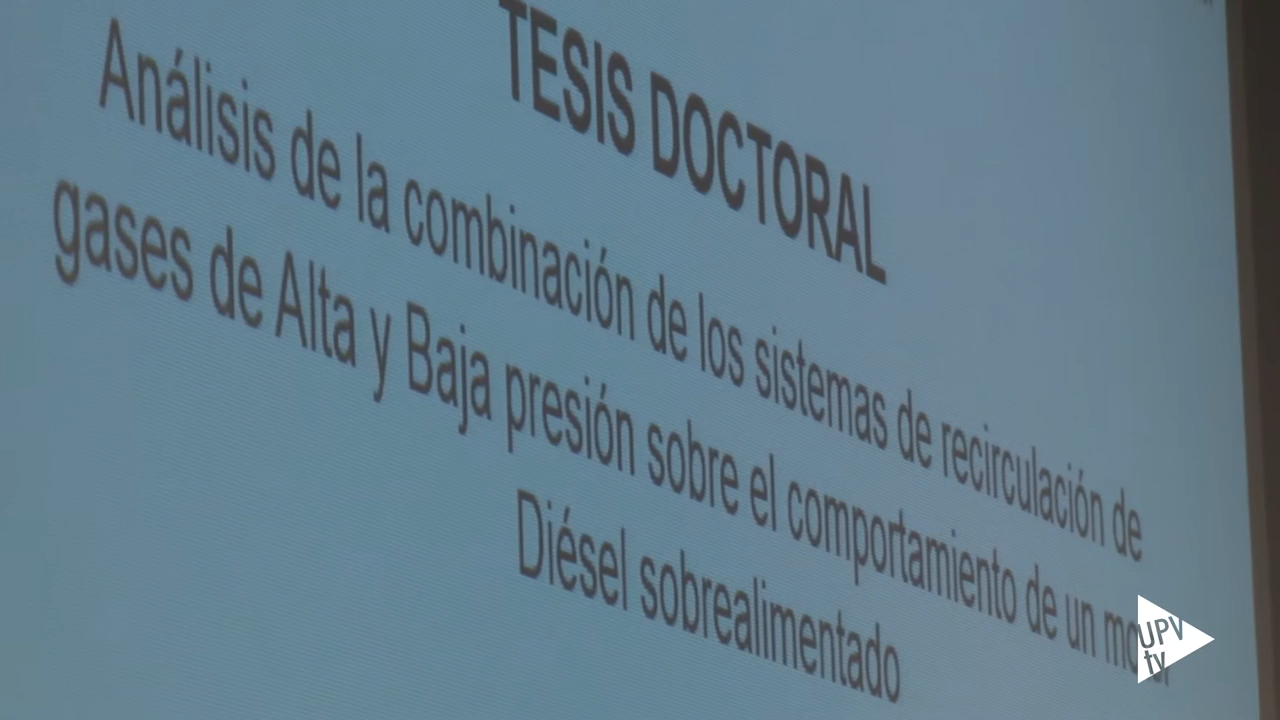 TESIS DOCTORAL
Análisis de la combinación de los sistemas de recirculación de
gases de Alta y Baja presión sobre el comportamiento de un motor
Diésel sobrealimentado
UPV
tv